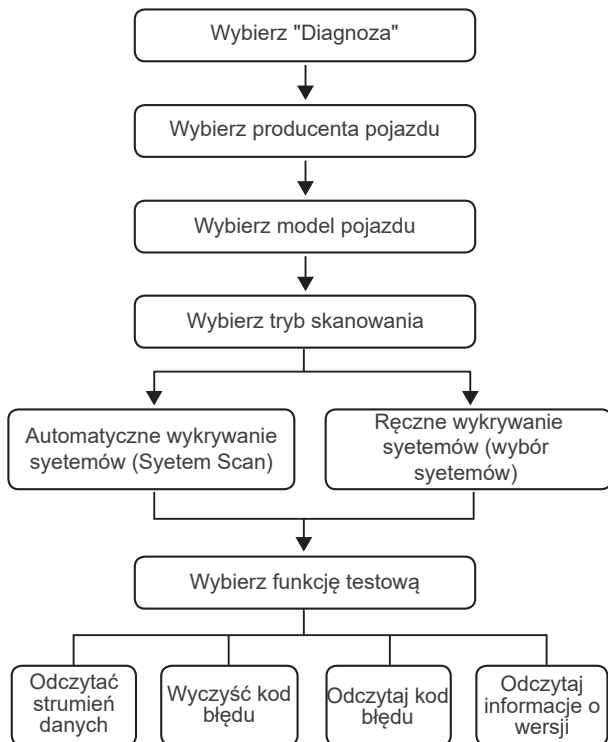 Wybierz "Diagnoza"
Wybierz producenta pojazdu
Wybierz model pojazdu
Wybierz tryb skanowania
Automatyczne wykrywanie
syetemów (Syetem Scan)
Ręczne wykrywanie
syetemów (wybór
syetemów)
Wybierz funkcję testową
Odczytać
strumień
danych
Wyczyść kod
błędu
Odczytaj kod
błędu
Odczytaj
informacje o
wersji